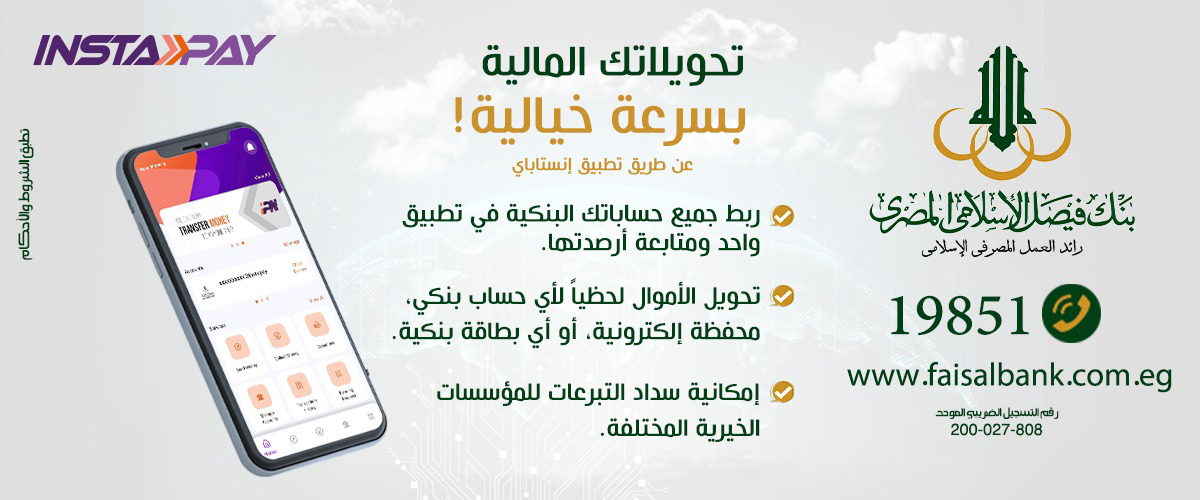 INSTAPAY
تحويلاتك المالية
بسرعة خيالية!
عن طريق تطبيق إنستاباي
ربط جميع حساباتك البنكية في تطبيق
واحد ومتابعة أرصدتها.
تحويل الأموال لحظياً لأي حساب بنكي،
محفظة إلكترونية، أو أي بطاقة بنكية.
إمكانية سداد التبرعات للمؤسسات
الخيرية المختلفة.
بنك فيصل الإسلامي المصري
رائد العمل المصرفى الإسلامى
19851
www.faisalbank.com.eg
رقم التسجيل الضريبي الموحد
200-027-808
تطبق الشروط والأحكام
TRANSFER MONEY
IPN